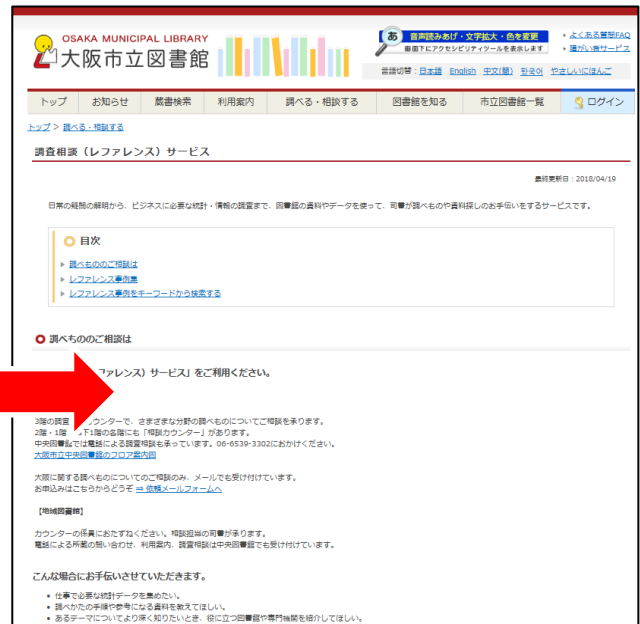 OSAKA MUNICIPAL LIBRARY
大阪市立図書館
あ 音声読みあげ・文字拡大・色を変更
画面下にアクセシビリティツールを表示します
よくある質問FAQ
障がい者サービス
言語切替：日本語 English 中文(簡) 한국어 やさしいにほんご
トップ お知らせ 蔵書検索 利用案内 調べる・相談する 図書館を知る 市立図書館一覧 ログイン
トップ > 調べる・相談する
調査相談（レファレンス）サービス
最終更新日：2018/04/19
日常の疑問の解明から、ビジネスに必要な統計・情報の調査まで、図書館の資料やデータを使って、司書が調べものや資料探しのお手伝いをするサービスです。
目次
調べもののご相談は
レファレンス事例集
レファレンス事例をキーワードから検索する
調べもののご相談は
ファレンス）サービス」をご利用ください。
3階の調査 カウンターで、さまざまな分野の調べものについてご相談を承ります。
2階・1階 下1階の各階にも「相談カウンター」があります。
中央図書館では電話による調査相談も承っています。06-6539-3302におかけください。
大阪市立中央図書館のフロア案内図
大阪に関する調べものについてのご相談のみ、メールでも受け付けています。
お申込みはこちらからどうぞ ⇒ 依頼メールフォームへ
【地域図書館】
カウンターの係員におたずねください。相談担当の司書が承ります。
電話による所蔵の問い合わせ、利用案内、調査相談は中央図書館でも受け付けています。
こんな場合にお手伝いさせていただきます。
• 仕事で必要な統計データを集めたい。
• 調べかたの手順や参考になる資料を教えてほしい。
• あるテーマについてより深く知りたいとき、役に立つ図書館や専門機関を紹介してほしい。